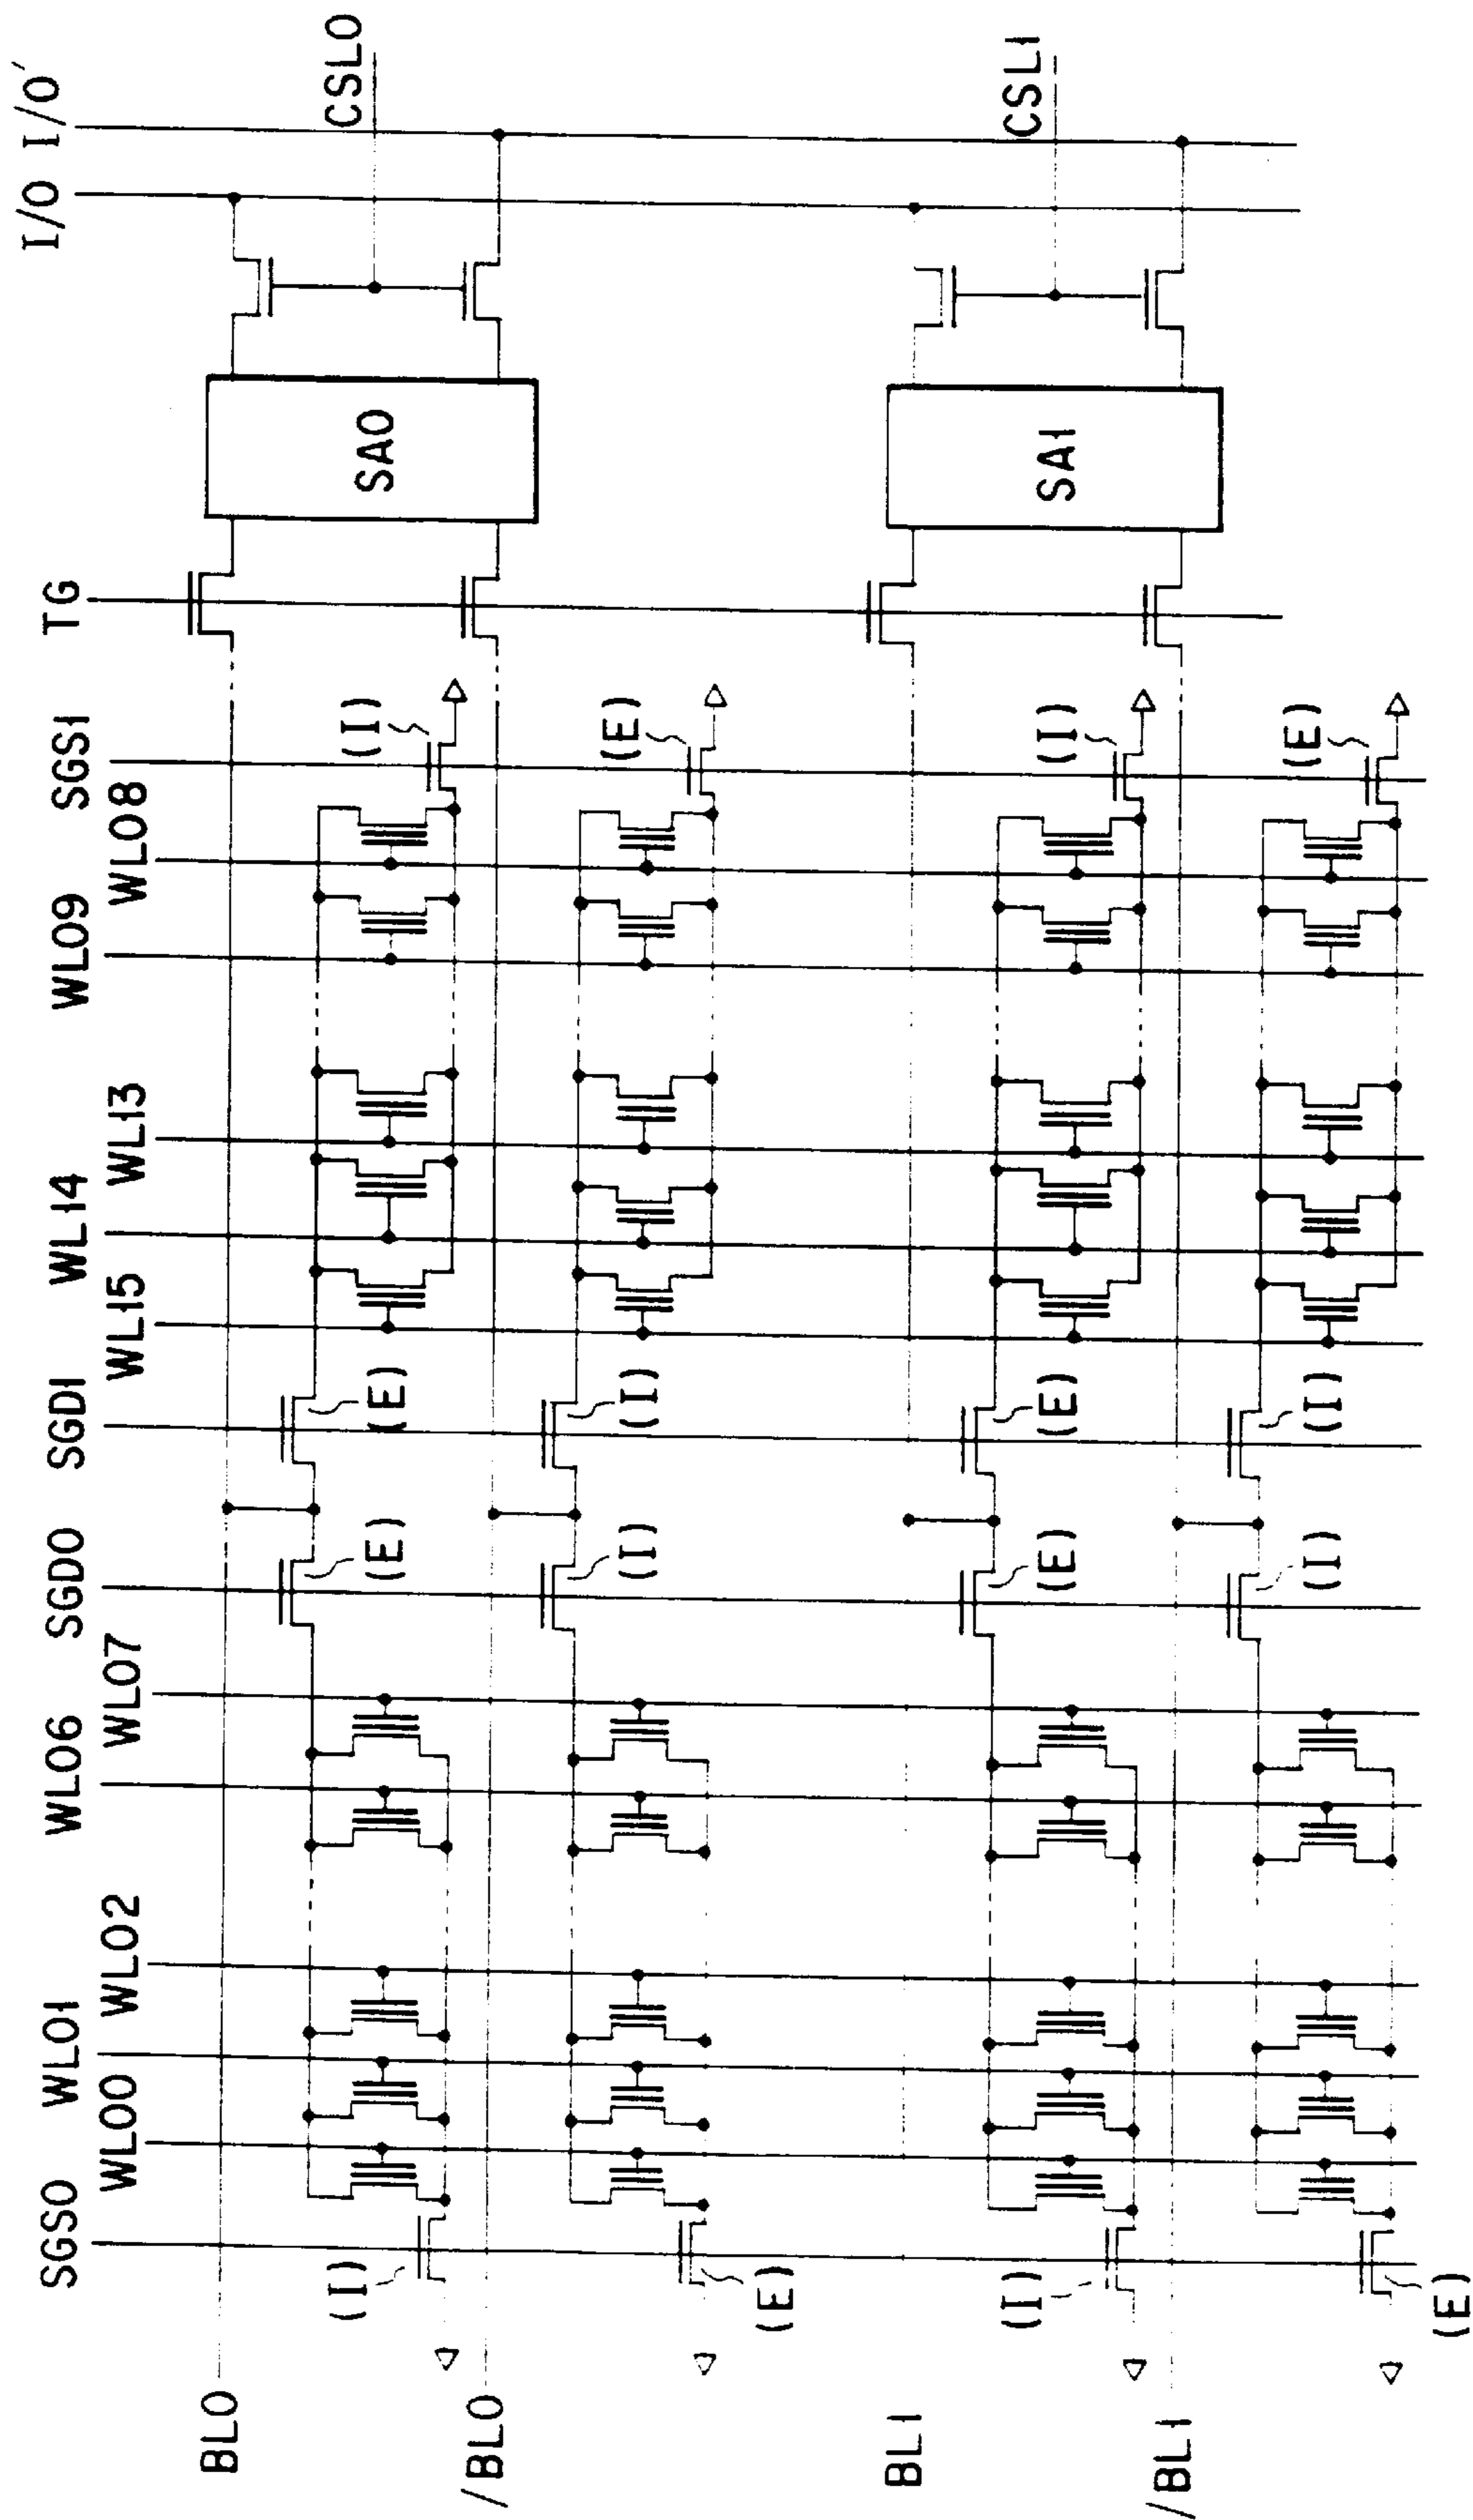 SGS0
WL00
WL01
WL02
WL06
WL07
SGD0
SGD1
WL15
WL14
WL13
WL09
WL08
SGS1
TG
I/O
I/O'
BL0
(I)
(E)
(E)
(I)
SA0
CSL0
/BL0
(E)
(I)
(I)
(E)
BL1
(I)
(E)
(E)
(I)
SA1
CSL1
/BL1
(E)
(I)
(I)
(E)